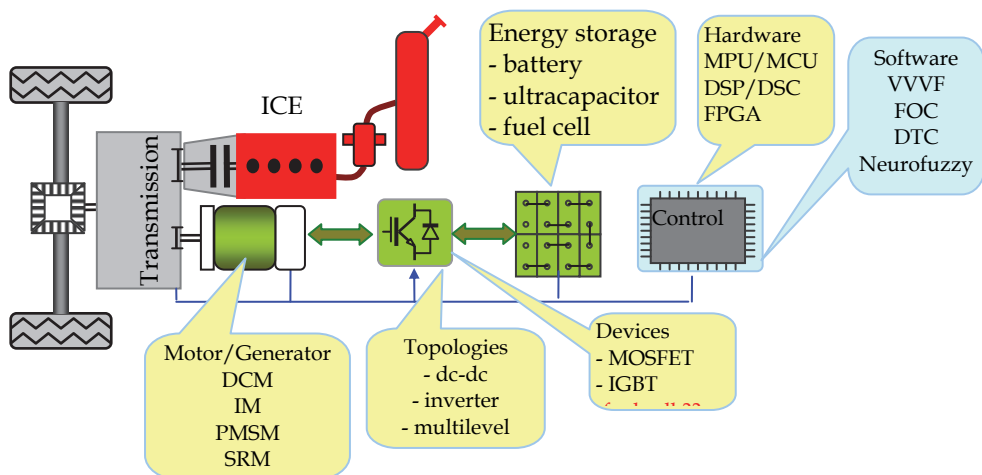 Energy storage
- battery
- ultracapacitor
- fuel cell
Hardware
MPU/MCU
DSP/DSC
FPGA
Software
VVVF
FOC
DTC
Neurofuzzy
ICE
Transmission
Control
Motor/Generator
DCM
IM
PMSM
SRM
Topologies
- dc-dc
- inverter
- multilevel
Devices
- MOSFET
- IGBT